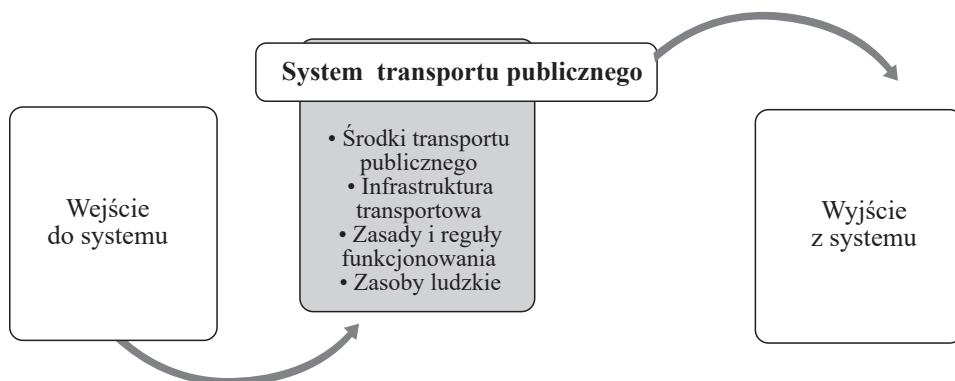 System transportu publicznego
Wejście
do systemu
• Środki transportu
publicznego
• Infrastruktura
transportowa
• Zasady i reguły
funkcjonowania
• Zasoby ludzkie
Wyjście
z systemu